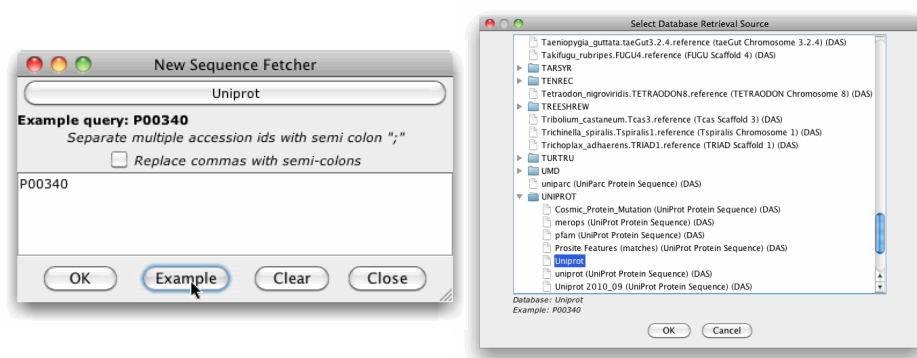 New Sequence Fetcher
Uniprot
Example query: P00340
Separate multiple accession ids with semi colon ";"
Replace commas with semi-colons
P00340
OK
Example
Clear
Close
Select Database Retrieval Source
Taeniopygia_guttata.taeGut3.2.4.reference (taeGut Chromosome 3.2.4) (DAS)
Takifugu_rubripes.FUGU4.reference (FUGU Scaffold 4) (DAS)
TARSYR
TENREC
Tetraodon_nigroviridis.TETRAODON8.reference (TETRAODON Chromosome 8) (DAS)
TREESHREW
Tribolium_castaneum.Tcas3.reference (Tcas Scaffold 3) (DAS)
Trichinella_spiralis.Tspiralis1.reference (Tspiralis Chromosome 1) (DAS)
Trichoplax_adhaerens.TRIAD1.reference (TRIAD Scaffold 1) (DAS)
TURTRU
UMD
uniparc (UniParc Protein Sequence) (DAS)
UNIPROT
Cosmic_Protein_Mutation (UniProt Protein Sequence) (DAS)
merops (UniProt Protein Sequence) (DAS)
pfam (UniProt Protein Sequence) (DAS)
Prosite Features (matches) (UniProt Protein Sequence) (DAS)
Uniprot
uniprot (UniProt Protein Sequence) (DAS)
Uniprot 2010_09 (UniProt Protein Sequence) (DAS)
Database: Uniprot
Example: P00340
OK
Cancel